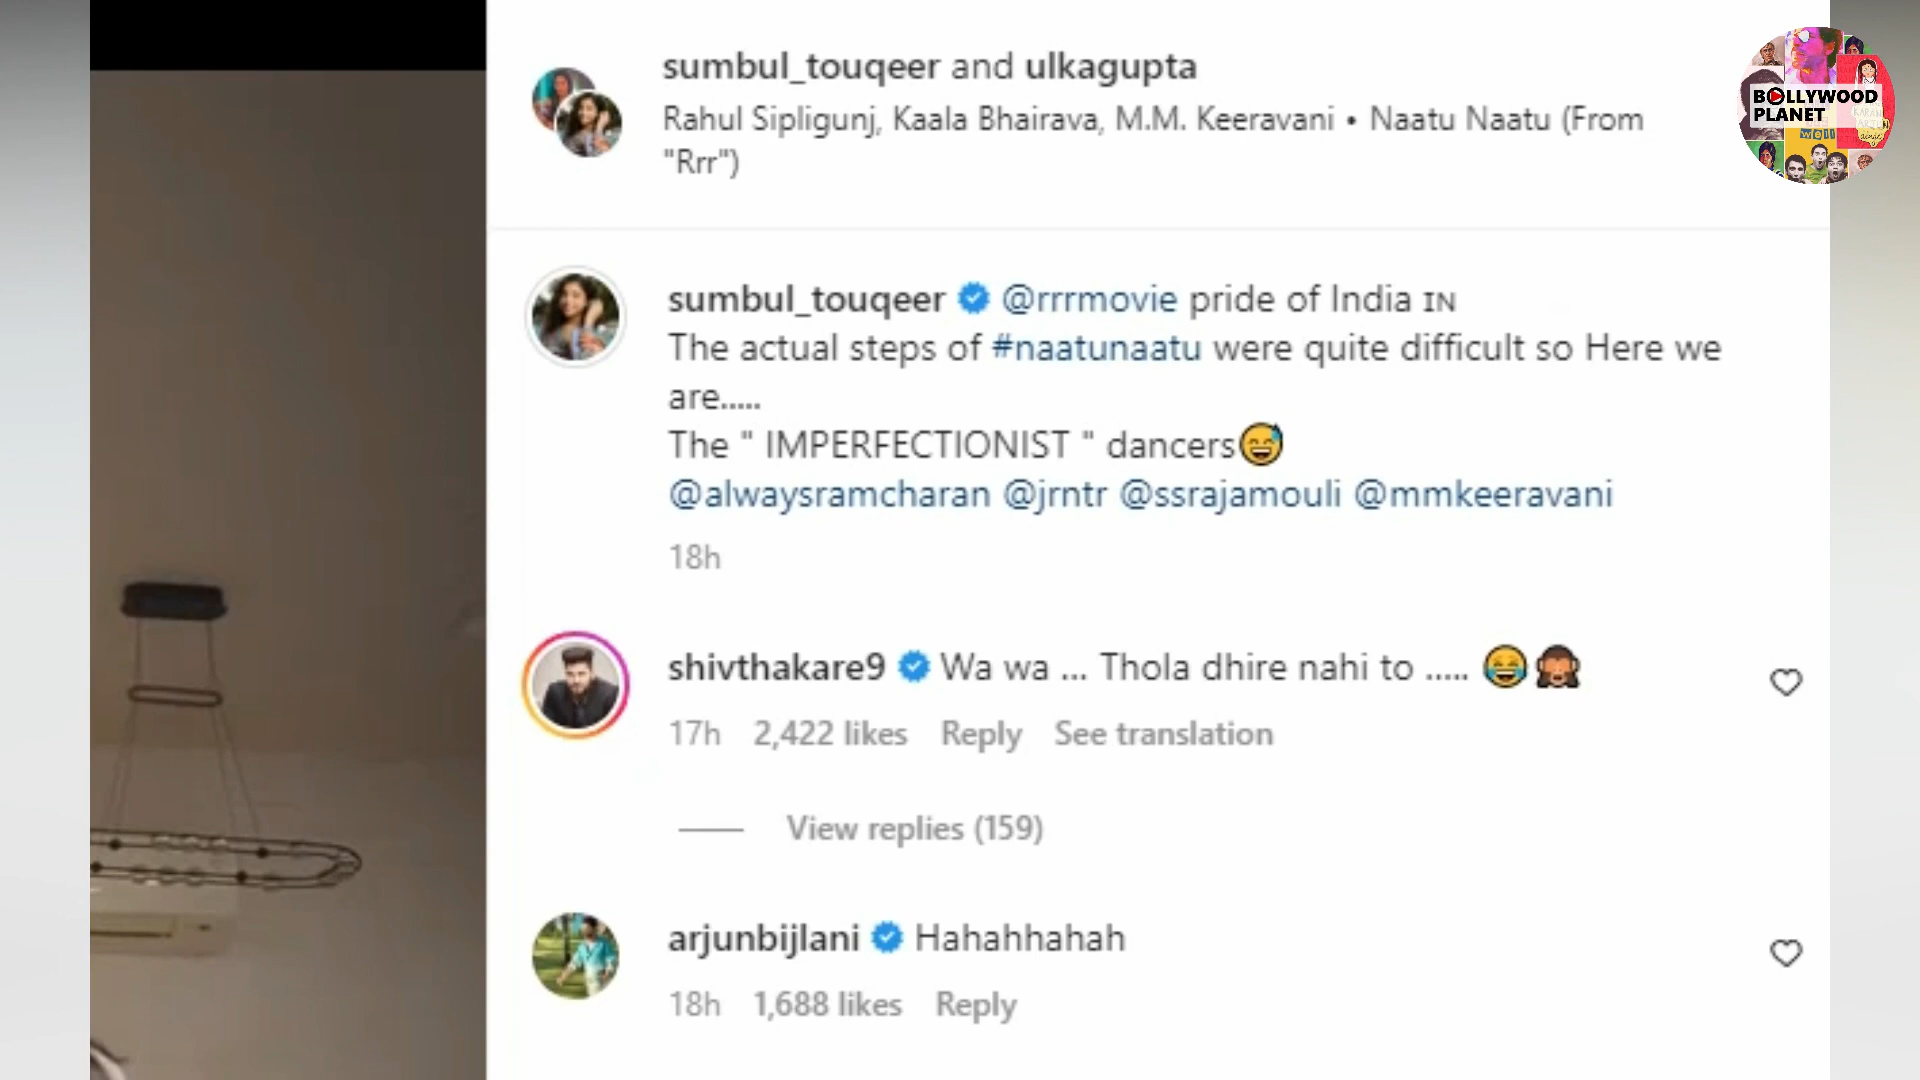 sumbul_touqeer and ulkagupta
Rahul Sipligunj, Kaala Bhairava, M.M. Keeravani • Naatu Naatu (From
"Rrr")
BOLLYWOOD
PLANET
well
sumbul_touqeer @rrrmovie pride of India IN
The actual steps of #naatunaatu were quite difficult so Here we
are.....
The " IMPERFECTIONIST " dancers😅
@alwaysramcharan @jrntr @ssrajamouli @mmkeeravani
18h
shivthakare9 Wa wa ... Thola dhire nahi to ..... 😂🙈
17h 2,422 likes Reply See translation
View replies (159)
arjunbijlani Hahahhahah
18h 1,688 likes Reply